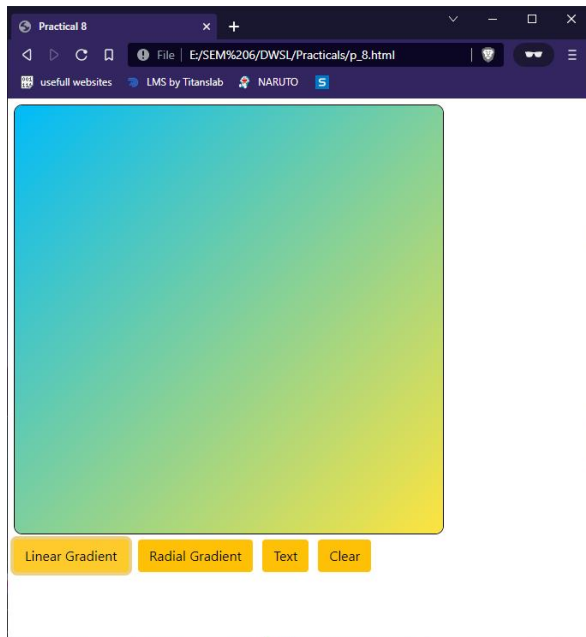 Practical 8
File E:/SEM%206/DWSL/Practicals/p_8.html
usefull websites LMS by Titanslab NARUTO S
Linear Gradient Radial Gradient Text Clear